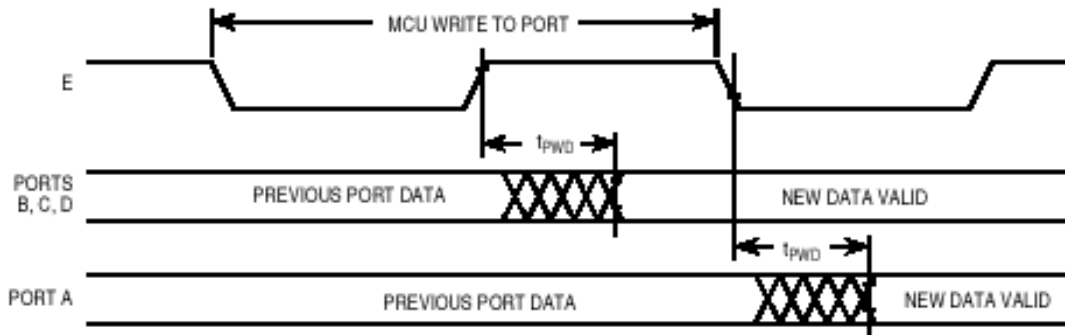 MCU WRITE TO PORT
E
tPWD
PORTS
B, C, D
PREVIOUS PORT DATA
NEW DATA VALID
tPWD
PORT A
PREVIOUS PORT DATA
NEW DATA VALID